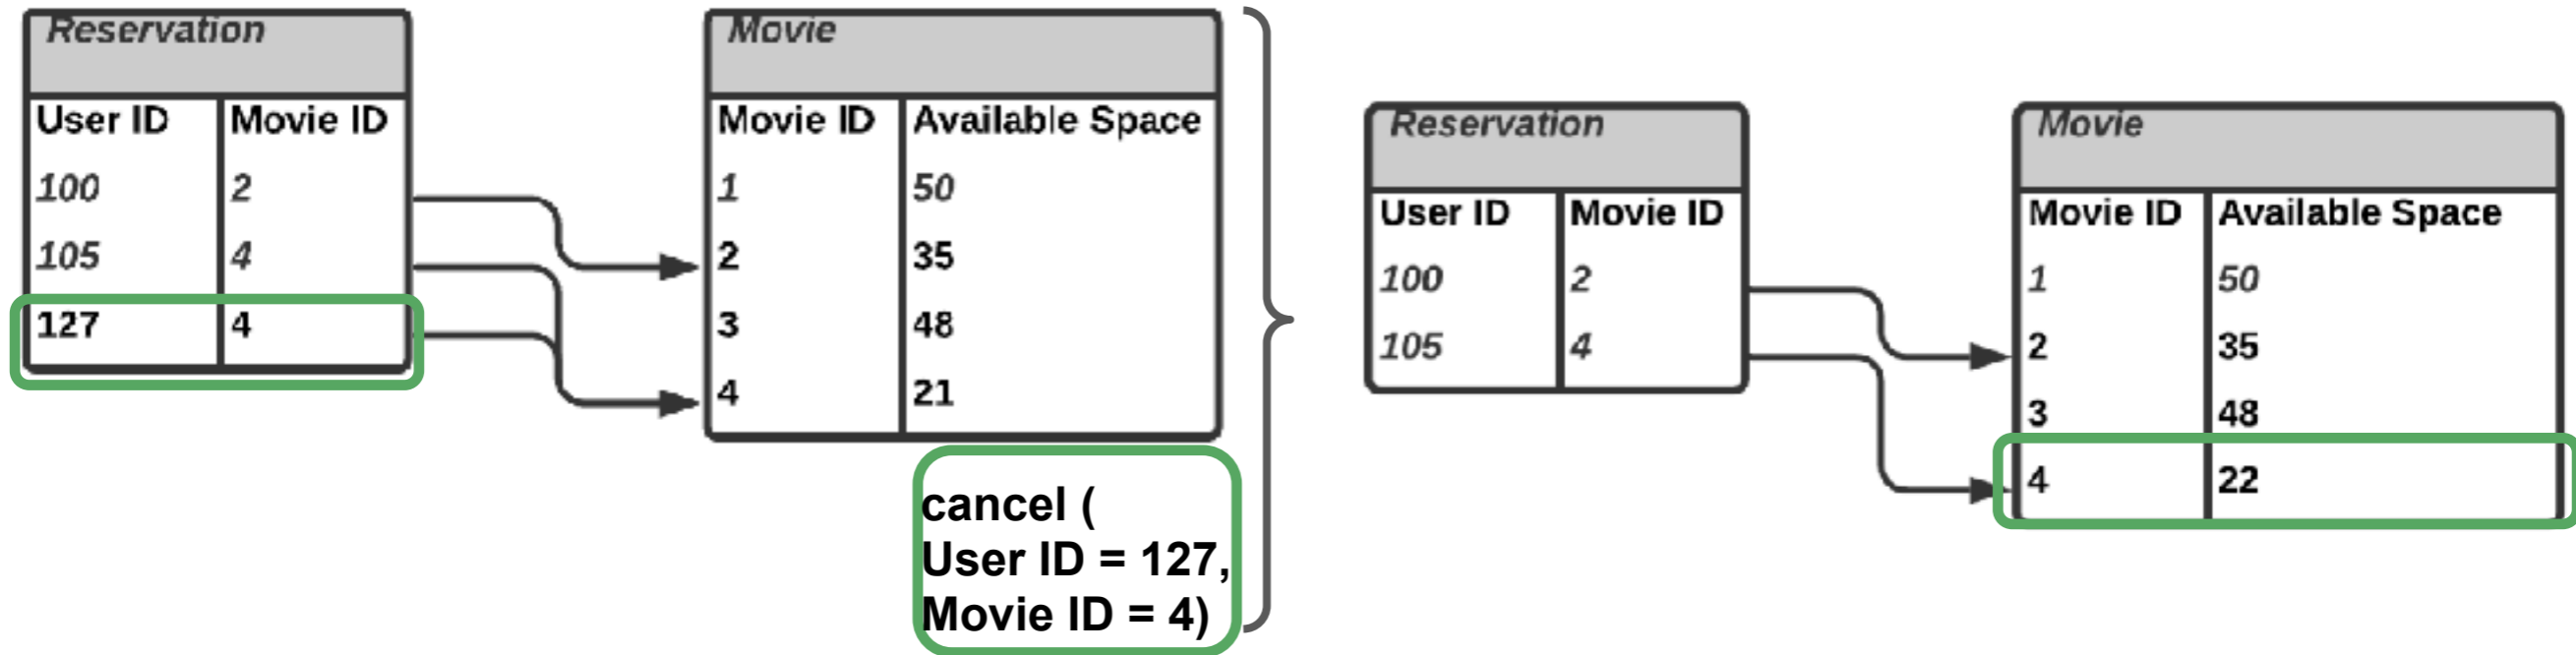 Reservation
User ID Movie ID
100 2
105 4
127 4
Movie
Movie ID Available Space
1 50
2 35
3 48
4 21
cancel (
User ID = 127,
Movie ID = 4)
Reservation
User ID Movie ID
100 2
105 4
Movie
Movie ID Available Space
1 50
2 35
3 48
4 22